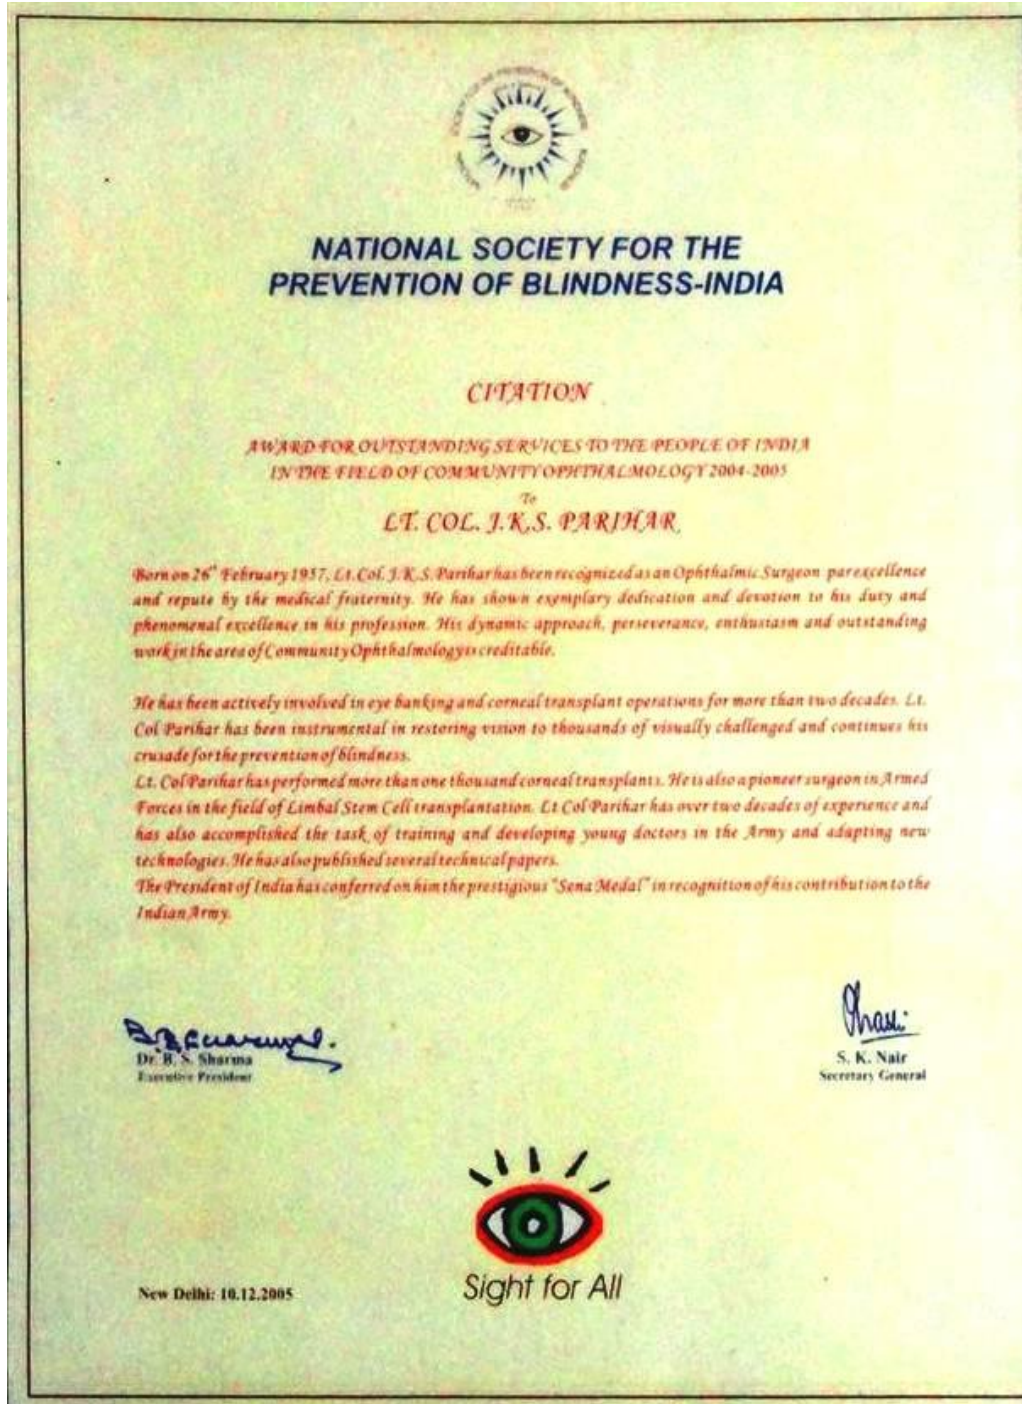 NATIONAL SOCIETY FOR THE
PREVENTION OF BLINDNESS-INDIA
CITATION
AWARD FOR OUTSTANDING SERVICES TO THE PEOPLE OF INDIA
IN THE FIELD OF COMMUNITY OPHTHALMOLOGY 2004-2005
To
LT. COL. J.K.S. PARIHAR
Born on 26th February 1957, Lt. Col. J. K. S. Parihar has been recognized as an Ophthalmic Surgeon par excellence
and repute by the medical fraternity. He has shown exemplary dedication and devotion to his duty and
phenomenal excellence in his profession. His dynamic approach, perseverance, enthusiasm and outstanding
work in the area of Community Ophthalmology is creditable.
He has been actively involved in eye banking and corneal transplant operations for more than two decades. Lt.
Col Parihar has been instrumental in restoring vision to thousands of visually challenged and continues his
crusade for the prevention of blindness.
Lt. Col Parihar has performed more than one thousand corneal transplants. He is also a pioneer surgeon in Armed
Forces in the field of Limbal Stem Cell transplantation. Lt Col Parihar has over two decades of experience and
has also accomplished the task of training and developing young doctors in the Army and adapting new
technologies. He has also published several technical papers.
The President of India has conferred on him the prestigious "Sena Medal" in recognition of his contribution to the
Indian Army.
Dr. B. S. Sharma
Executive President
S. K. Nair
Secretary General
New Delhi: 10.12.2005
Sight for All